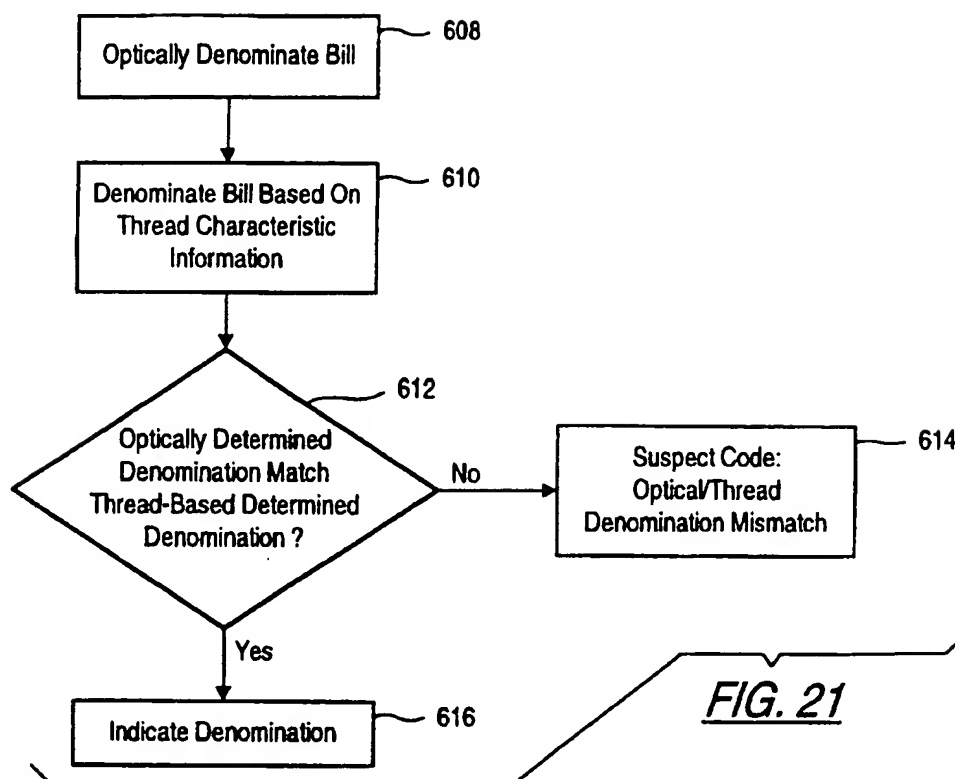 Optically Denominate Bill
608
Denominate Bill Based On
Thread Characteristic
Information
610
612
Optically Determined
Denomination Match
Thread-Based Determined
Denomination ?
No
Suspect Code:
Optical/Thread
Denomination Mismatch
614
Yes
Indicate Denomination
616
FIG. 21